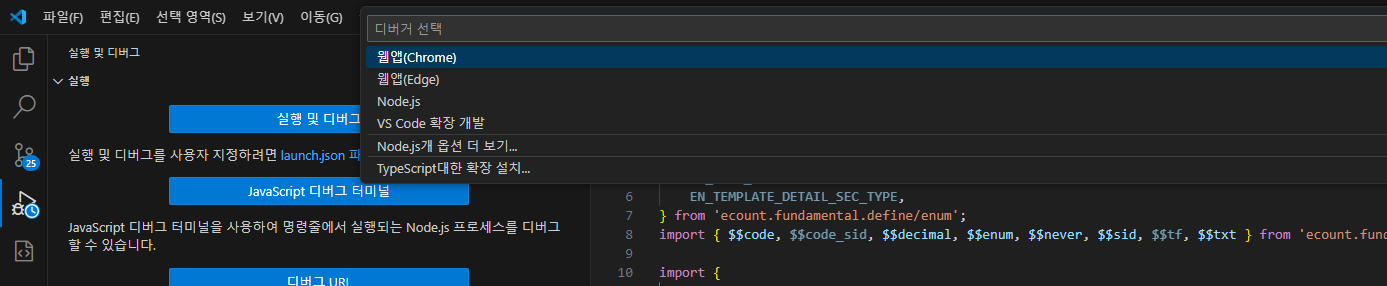 파일(F) 편집(E) 선택 영역(S) 보기(V) 이동(G)
디버거 선택
웹앱(Chrome)
웹앱(Edge)
Node.js
VS Code 확장 개발
Node.js개 옵션 더 보기...
TypeScript대한 확장 설치...
실행 및 디버그
실행
실행 및 디버그
실행 및 디버그를 사용자 지정하려면 launch.json 파
JavaScript 디버그 터미널
JavaScript 디버그 터미널을 사용하여 명령줄에서 실행되는 Node.js 프로세스를 디버그
할 수 있습니다.
디버그 URL
25
6 EN_TEMPLATE_DETAIL_SEC_TYPE,
7 } from 'ecount.fundamental.define/enum';
8 import { $$code, $$code_sid, $$decimal, $$enum, $$never, $$sid, $$tf, $$txt } from 'ecount.fund
9
10 import {